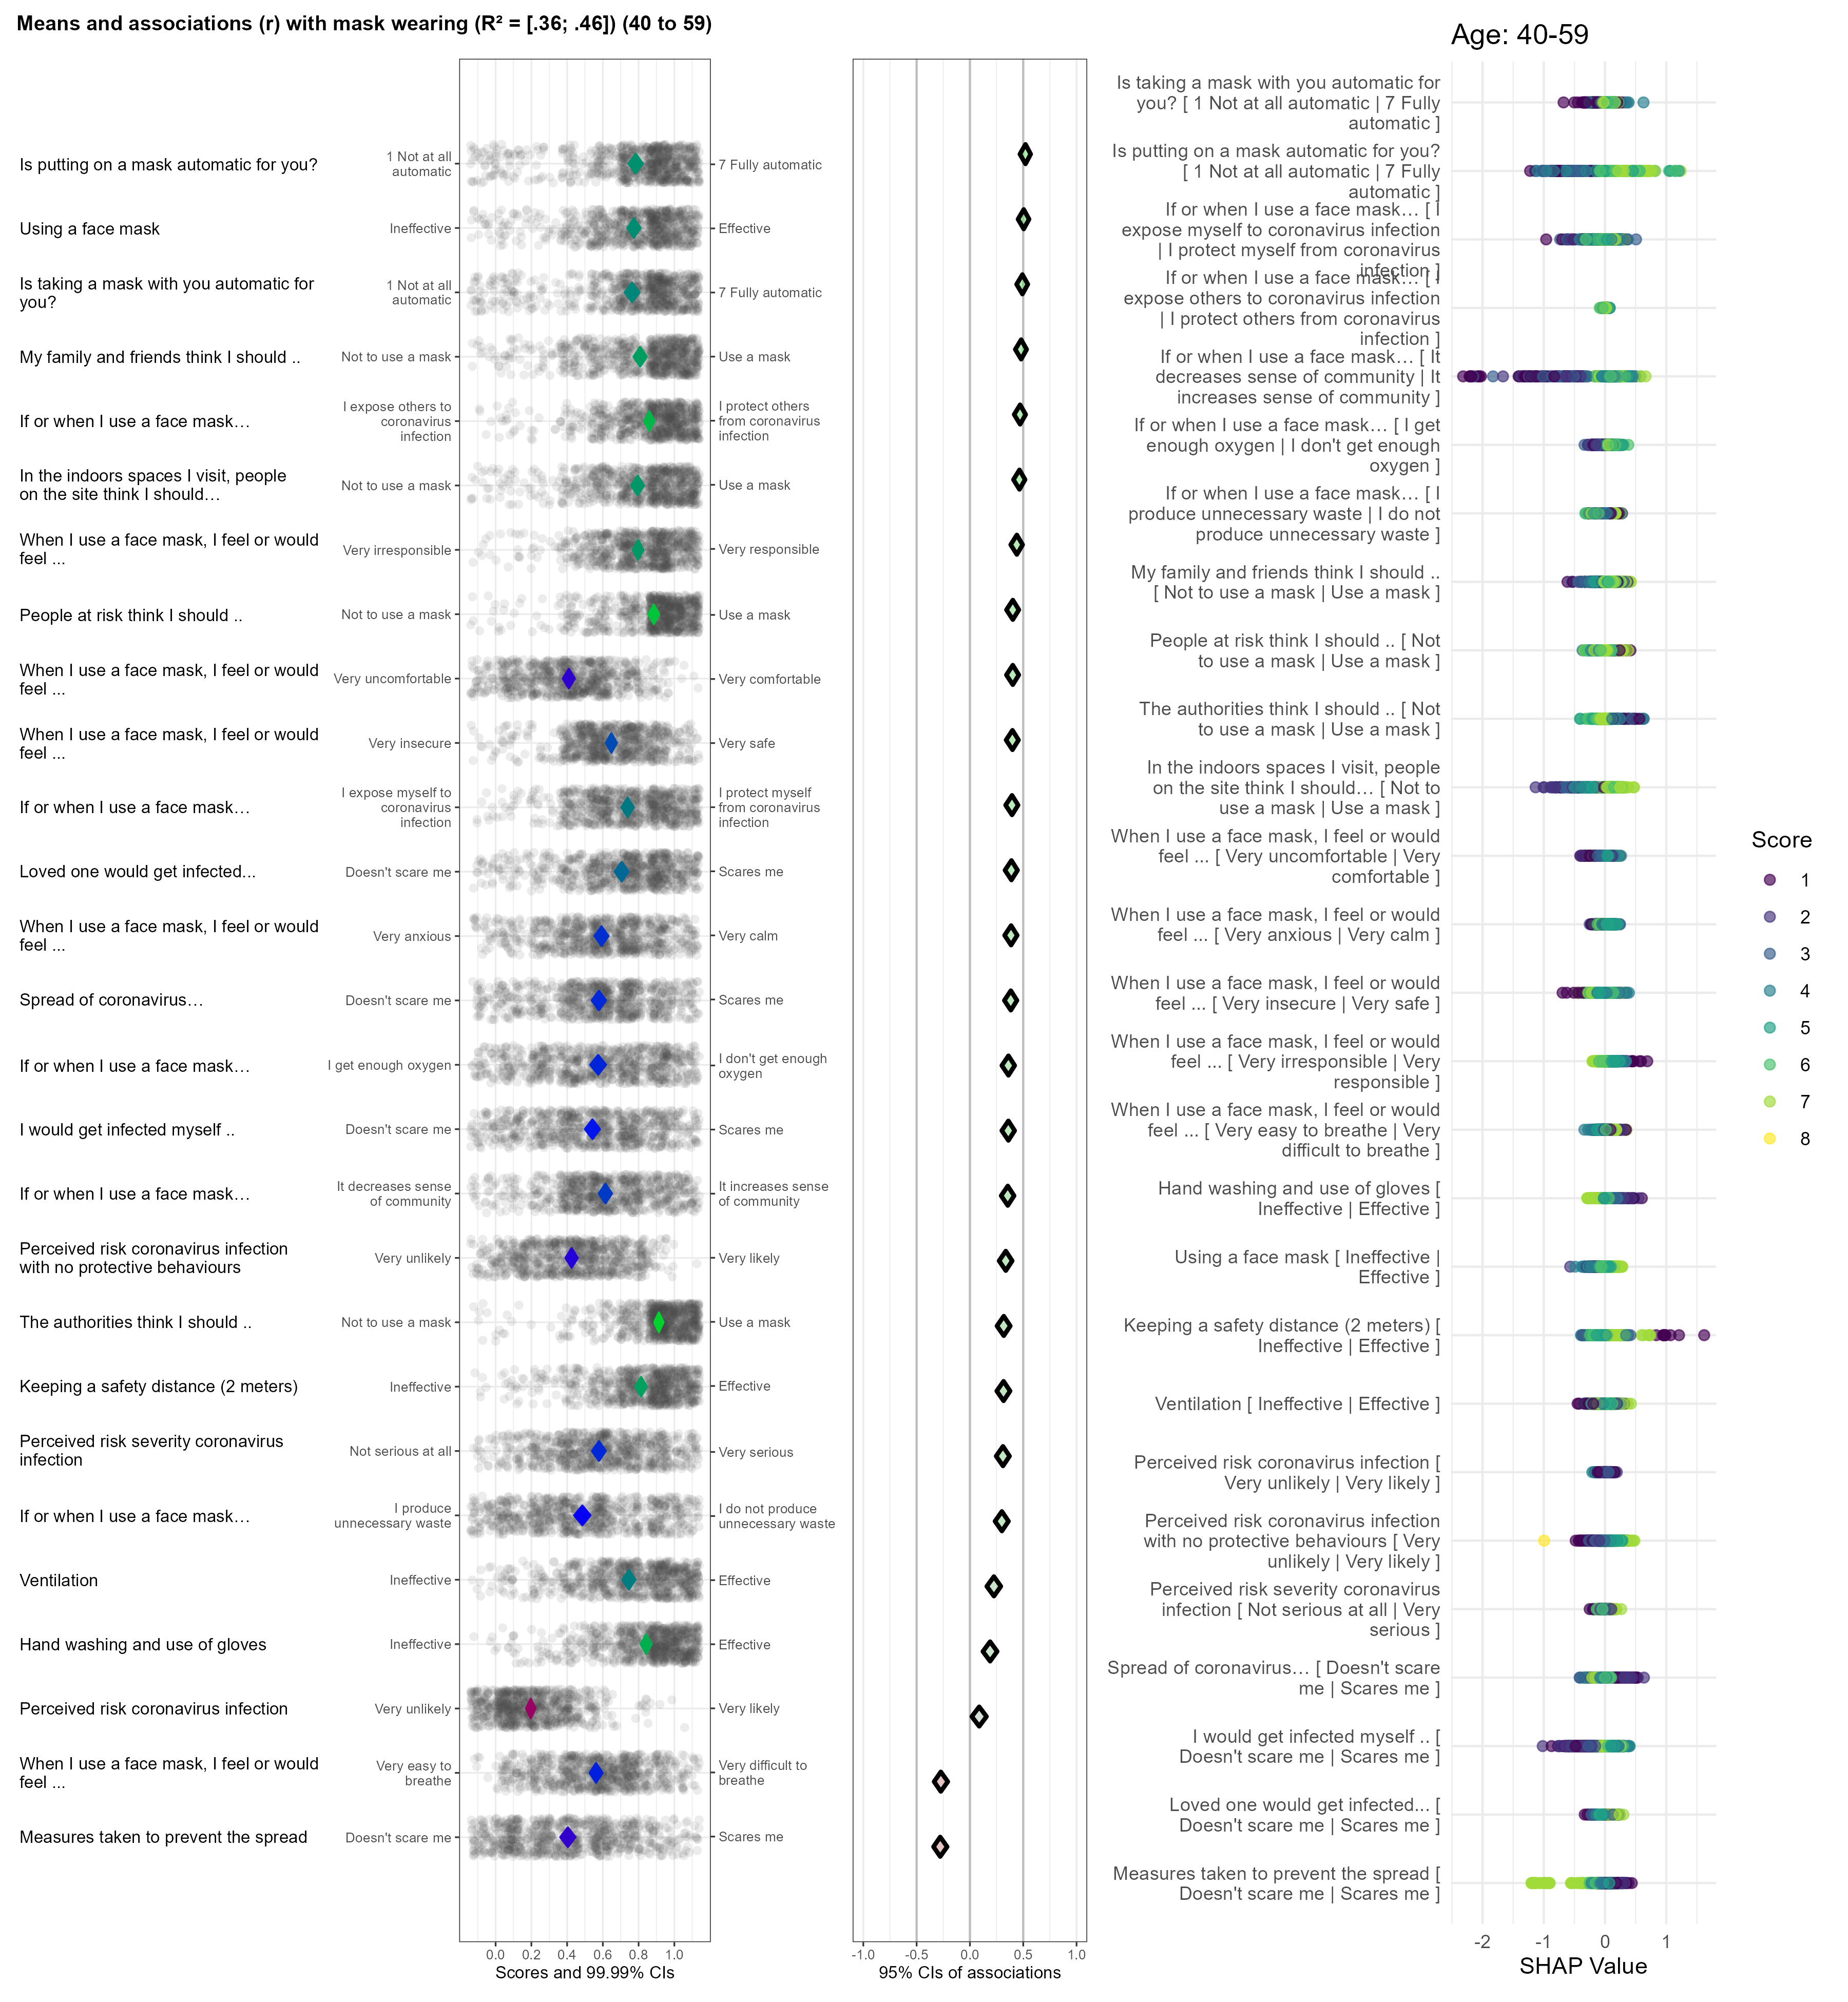 Means and associations (r) with mask wearing (R² = [.36; .46]) (40 to 59)
Is putting on a mask automatic for you?
1 Not at all
automatic
7 Fully automatic
Using a face mask
Ineffective
Effective
Is taking a mask with you automatic for
you?
1 Not at all
automatic
7 Fully automatic
My family and friends think I should ..
Not to use a mask
Use a mask
If or when I use a face mask…
I expose others to
coronavirus
infection
I protect others
from coronavirus
infection
In the indoors spaces I visit, people
on the site think I should…
Not to use a mask
Use a mask
When I use a face mask, I feel or would
feel ...
Very irresponsible
Very responsible
People at risk think I should ..
Not to use a mask
Use a mask
When I use a face mask, I feel or would
feel ...
Very uncomfortable
Very comfortable
When I use a face mask, I feel or would
feel ...
Very insecure
Very safe
If or when I use a face mask…
I expose myself to
coronavirus
infection
I protect myself
from coronavirus
infection
Loved one would get infected...
Doesn't scare me
Scares me
When I use a face mask, I feel or would
feel ...
Very anxious
Very calm
Spread of coronavirus…
Doesn't scare me
Scares me
If or when I use a face mask…
I get enough oxygen
I don't get enough
oxygen
I would get infected myself ..
Doesn't scare me
Scares me
If or when I use a face mask…
It decreases sense
of community
It increases sense
of community
Perceived risk coronavirus infection
with no protective behaviours
Very unlikely
Very likely
The authorities think I should ..
Not to use a mask
Use a mask
Keeping a safety distance (2 meters)
Ineffective
Effective
Perceived risk severity coronavirus
infection
Not serious at all
Very serious
If or when I use a face mask…
I produce
unnecessary waste
I do not produce
unnecessary waste
Ventilation
Ineffective
Effective
Hand washing and use of gloves
Ineffective
Effective
Perceived risk coronavirus infection
Very unlikely
Very likely
When I use a face mask, I feel or would
feel ...
Very easy to
breathe
Very difficult to
breathe
Measures taken to prevent the spread
Doesn't scare me
Scares me
0.0 0.2 0.4 0.6 0.8 1.0
Scores and 99.99% CIs
-1.0 -0.5 0.0 0.5 1.0
95% CIs of associations
Age: 40-59
Is taking a mask with you automatic for
you? [ 1 Not at all automatic | 7 Fully
automatic ]
Is putting on a mask automatic for you?
[ 1 Not at all automatic | 7 Fully
automatic ]
If or when I use a face mask… [ I
expose myself to coronavirus infection
| I protect myself from coronavirus
infection ]
If or when I use a face mask… [ I
expose others to coronavirus infection
| I protect others from coronavirus
infection ]
If or when I use a face mask… [ It
decreases sense of community | It
increases sense of community ]
If or when I use a face mask… [ I get
enough oxygen | I don't get enough
oxygen ]
If or when I use a face mask… [ I
produce unnecessary waste | I do not
produce unnecessary waste ]
My family and friends think I should ..
[ Not to use a mask | Use a mask ]
People at risk think I should .. [ Not
to use a mask | Use a mask ]
The authorities think I should .. [ Not
to use a mask | Use a mask ]
In the indoors spaces I visit, people
on the site think I should… [ Not to
use a mask | Use a mask ]
When I use a face mask, I feel or would
feel ... [ Very uncomfortable | Very
comfortable ]
When I use a face mask, I feel or would
feel ... [ Very anxious | Very calm ]
When I use a face mask, I feel or would
feel ... [ Very insecure | Very safe ]
When I use a face mask, I feel or would
feel ... [ Very irresponsible | Very
responsible ]
When I use a face mask, I feel or would
feel ... [ Very easy to breathe | Very
difficult to breathe ]
Hand washing and use of gloves [
Ineffective | Effective ]
Using a face mask [ Ineffective |
Effective ]
Keeping a safety distance (2 meters) [
Ineffective | Effective ]
Ventilation [ Ineffective | Effective ]
Perceived risk coronavirus infection [
Very unlikely | Very likely ]
Perceived risk coronavirus infection
with no protective behaviours [ Very
unlikely | Very likely ]
Perceived risk severity coronavirus
infection [ Not serious at all | Very
serious ]
Spread of coronavirus… [ Doesn't scare
me | Scares me ]
I would get infected myself .. [
Doesn't scare me | Scares me ]
Loved one would get infected... [
Doesn't scare me | Scares me ]
Measures taken to prevent the spread [
Doesn't scare me | Scares me ]
-2 -1 0 1
SHAP Value
Score
1
2
3
4
5
6
7
8